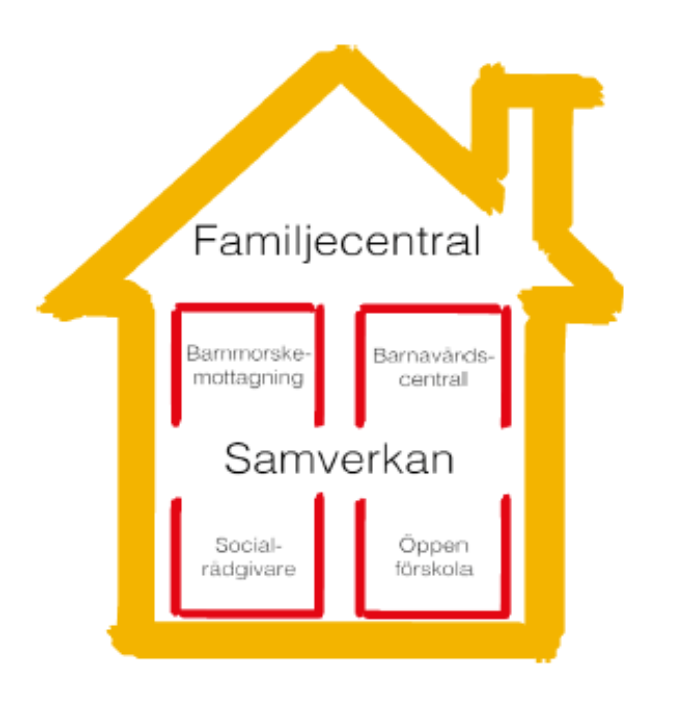 Familjecentral
Barnmorske-
mottagning
Barnavårds-
central
Samverkan
Social-
rådgivare
Öppen
förskola